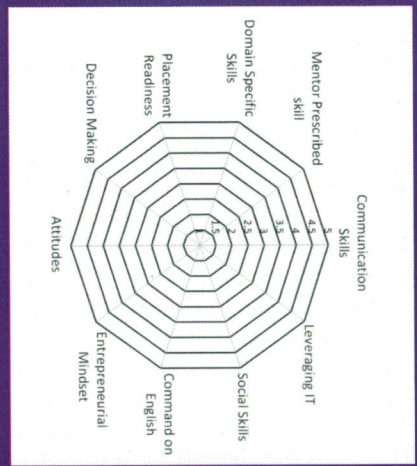 Communication
Skills
Mentor Prescribed
skill
Leveraging IT
5
4.5
4
3.5
3
2.5
2
1.5
1
Domain Specific
Skills
Social Skills
Placement
Readiness
Command on
English
Decision Making
Entrepreneurial
Mindset
Attitudes